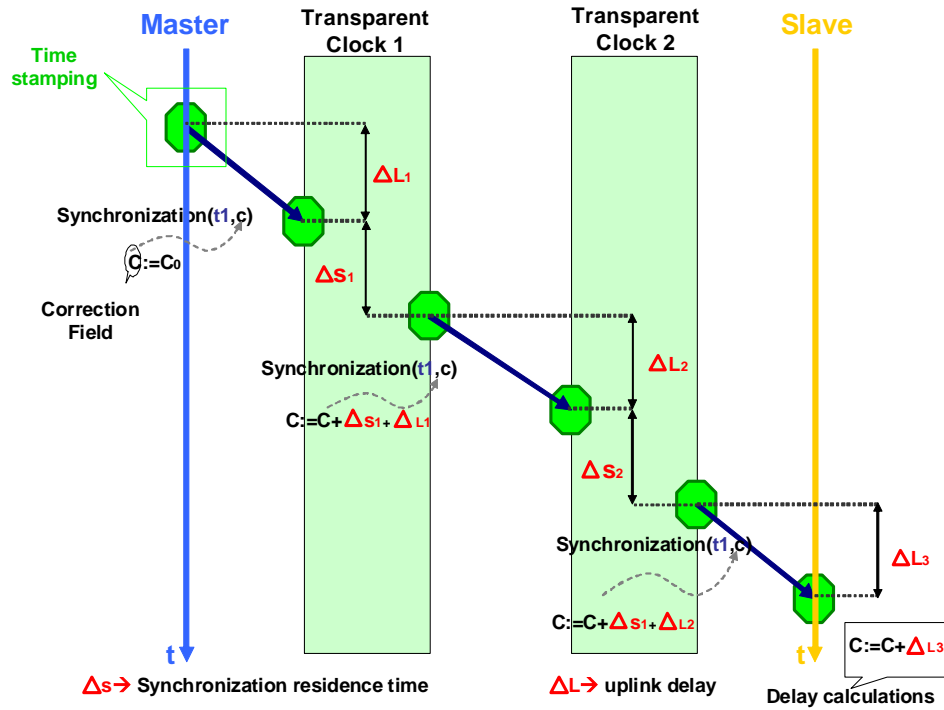 Master
Transparent
Clock 1
Transparent
Clock 2
Slave
Time
stamping
ΔL1
Synchronization(t1,c)
C:=C0
Correction
Field
Δs1
Synchronization(t1,c)
C:=C+Δs1+ΔL1
ΔL2
Δs2
Synchronization(t1,c)
C:=C+Δs1+ΔL2
ΔL3
C:=C+ΔL3
t
t
Δs→ Synchronization residence time
ΔL→ uplink delay
Delay calculations